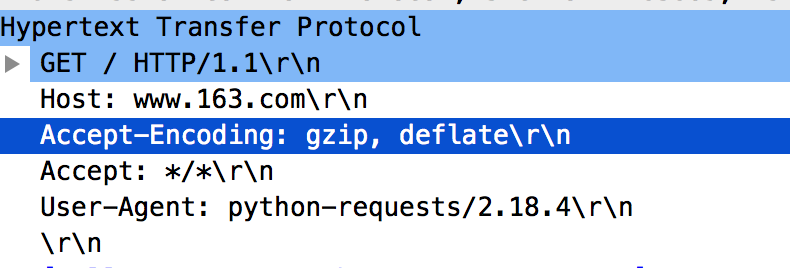 Hypertext Transfer Protocol
GET / HTTP/1.1\r\n
Host: www.163.com\r\n
Accept-Encoding: gzip, deflate\r\n
Accept: */*\r\n
User-Agent: python-requests/2.18.4\r\n
\r\n